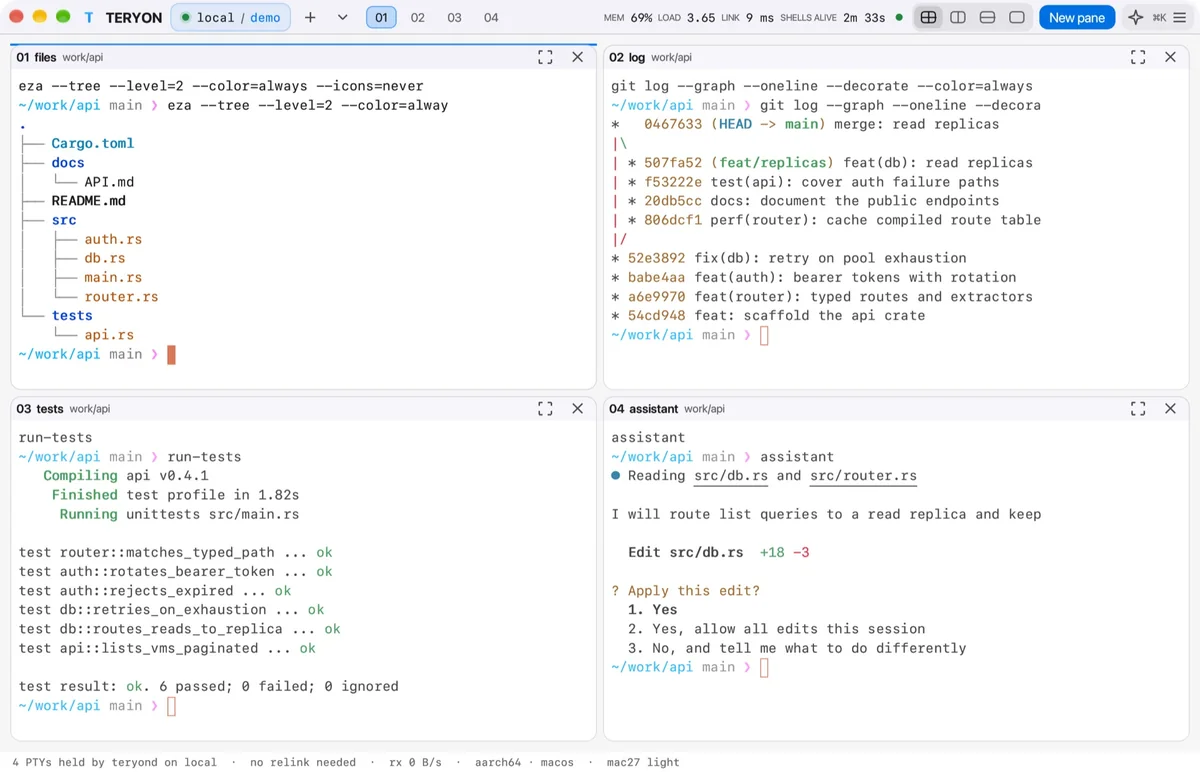 T TERYON local / demo + 01 02 03 04 MEM 69% LOAD 3.65 LINK 9 ms SHELLS ALIVE 2m 33s New pane ⌘K
01 files work/api
eza --tree --level=2 --color=always --icons=never
~/work/api main ❯ eza --tree --level=2 --color=alway
.
├── Cargo.toml
├── docs
│   └── API.md
├── README.md
├── src
│   ├── auth.rs
│   ├── db.rs
│   ├── main.rs
│   └── router.rs
└── tests
    └── api.rs
~/work/api main ❯
02 log work/api
git log --graph --oneline --decorate --color=always
~/work/api main ❯ git log --graph --oneline --decora
*   0467633 (HEAD -> main) merge: read replicas
|\
| * 507fa52 (feat/replicas) feat(db): read replicas
| * f53222e test(api): cover auth failure paths
| * 20db5cc docs: document the public endpoints
| * 806dcf1 perf(router): cache compiled route table
|/
* 52e3892 fix(db): retry on pool exhaustion
* babe4aa feat(auth): bearer tokens with rotation
* a6e9970 feat(router): typed routes and extractors
* 54cd948 feat: scaffold the api crate
~/work/api main ❯
03 tests work/api
run-tests
~/work/api main ❯ run-tests
Compiling api v0.4.1
Finished test profile in 1.82s
Running unittests src/main.rs
test router::matches_typed_path ... ok
test auth::rotates_bearer_token ... ok
test auth::rejects_expired ... ok
test db::retries_on_exhaustion ... ok
test db::routes_reads_to_replica ... ok
test api::lists_vms_paginated ... ok
test result: ok. 6 passed; 0 failed; 0 ignored
~/work/api main ❯
04 assistant work/api
assistant
~/work/api main ❯ assistant
● Reading src/db.rs and src/router.rs
I will route list queries to a read replica and keep
Edit src/db.rs +18 −3
? Apply this edit?
1. Yes
2. Yes, allow all edits this session
3. No, and tell me what to do differently
~/work/api main ❯
4 PTYs held by teryond on local · no relink needed · rx 0 B/s · aarch64 · macos · mac27 light